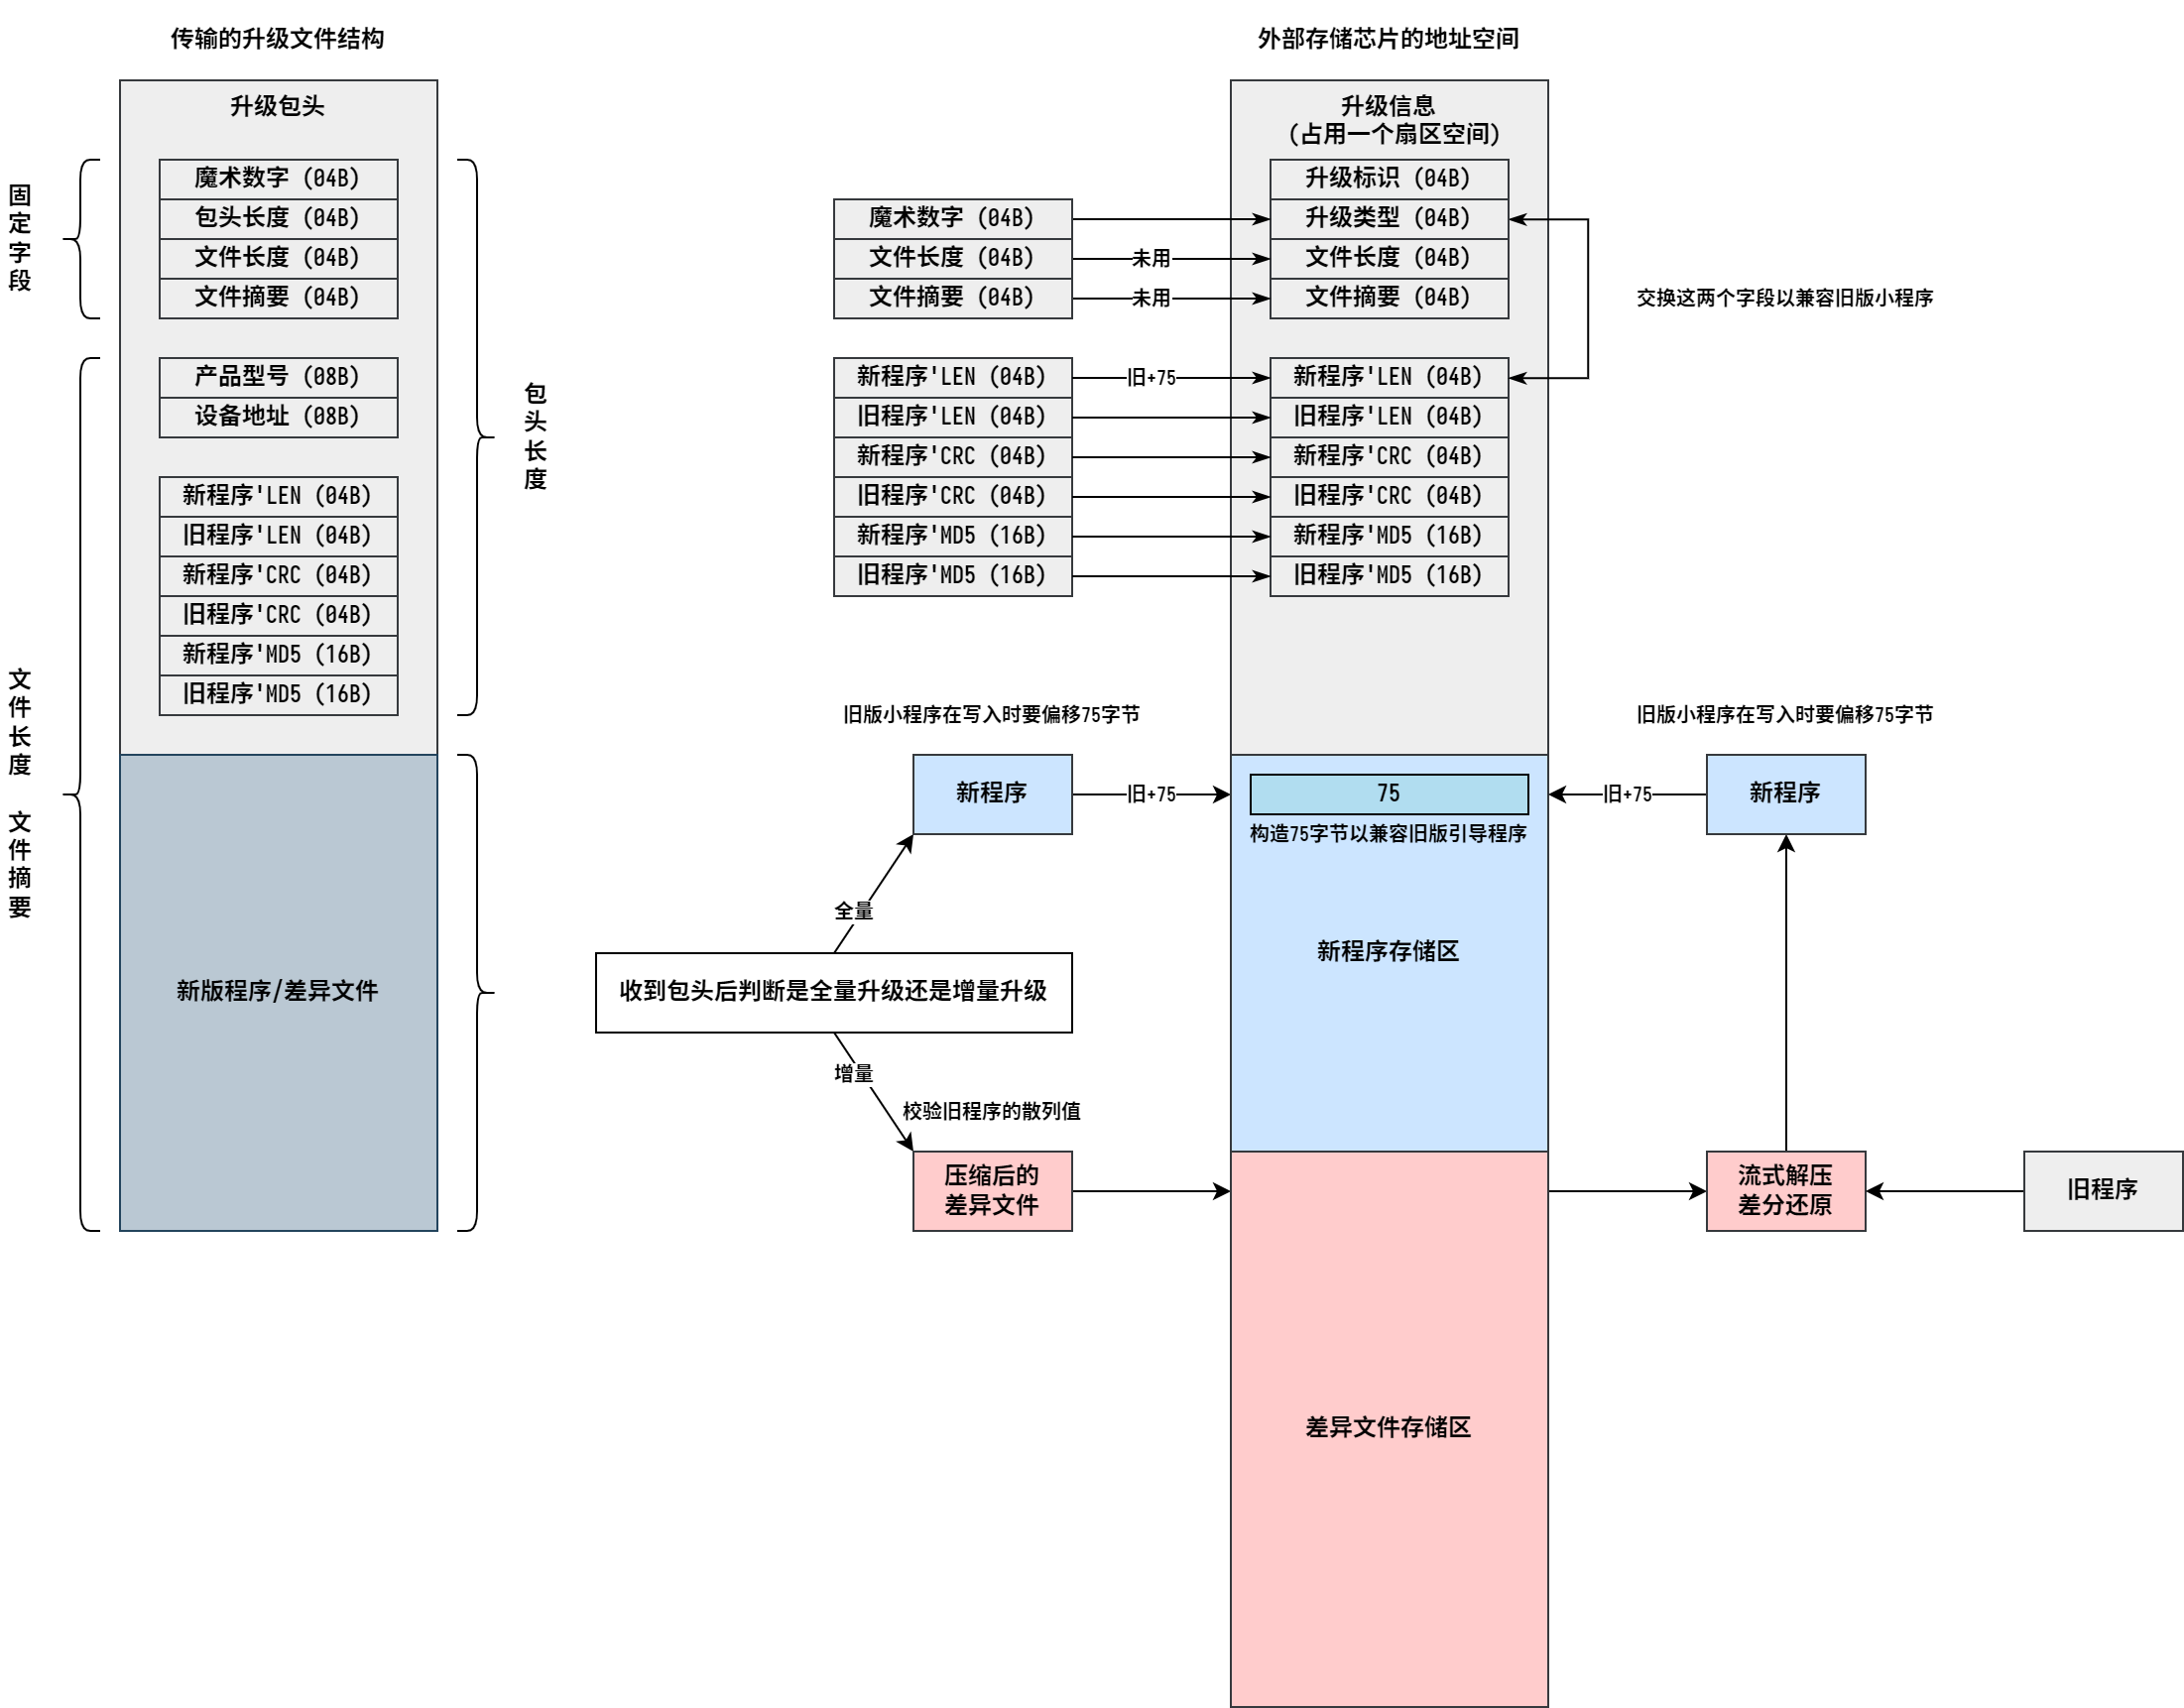 传输的升级文件结构
升级包头
固
定
字
段
魔术数字 (04B)
包头长度 (04B)
文件长度 (04B)
文件摘要 (04B)
产品型号 (08B)
设备地址 (08B)
新程序'LEN (04B)
旧程序'LEN (04B)
新程序'CRC (04B)
旧程序'CRC (04B)
新程序'MD5 (16B)
旧程序'MD5 (16B)
包
头
长
度
文
件
长
度
文
件
摘
要
新版程序/差异文件
魔术数字 (04B)
文件长度 (04B)
未用
文件摘要 (04B)
未用
新程序'LEN (04B)
旧+75
旧程序'LEN (04B)
新程序'CRC (04B)
旧程序'CRC (04B)
新程序'MD5 (16B)
旧程序'MD5 (16B)
旧版小程序在写入时要偏移75字节
新程序
旧+75
全量
收到包头后判断是全量升级还是增量升级
增量
校验旧程序的散列值
压缩后的
差异文件
外部存储芯片的地址空间
升级信息
(占用一个扇区空间)
升级标识 (04B)
升级类型 (04B)
文件长度 (04B)
文件摘要 (04B)
新程序'LEN (04B)
旧程序'LEN (04B)
新程序'CRC (04B)
旧程序'CRC (04B)
新程序'MD5 (16B)
旧程序'MD5 (16B)
75
构造75字节以兼容旧版引导程序
新程序存储区
差异文件存储区
交换这两个字段以兼容旧版小程序
旧版小程序在写入时要偏移75字节
旧+75
新程序
流式解压
差分还原
旧程序